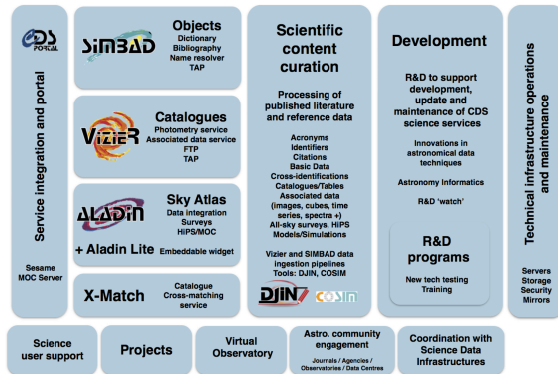 CDS
PORTAL
Service integration and portal
Sesame
MOC Server
SIMBAD
Objects
Dictionary
Bibliography
Name resolver
TAP
VizieR
Catalogues
Photometry service
Associated data service
FTP
TAP
ALADIN
Sky Atlas
Data integration
Surveys
HiPS/MOC
+ Aladin Lite Embeddable widget
X-Match
Catalogue
Cross-matching
service
Scientific
content
curation
Processing of
published literature
and reference data
Acronyms
Identifiers
Citations
Basic Data
Cross-identifications
Catalogues/Tables
Associated data
(images, cubes, time
series, spectra +)
All-sky surveys HiPS
Models/Simulations
Vizier and SIMBAD data
ingestion pipelines
Tools: DJIN, COSIM
DJIN
COSIM
Development
R&D to support
development,
update and
maintenance of CDS
science services
Innovations in
astronomical data
techniques
Astronomy Informatics
R&D 'watch'
R&D
programs
New tech testing
Training
Technical infrastructure operations
and maintenance
Servers
Storage
Security
Mirrors
Science
user support
Projects
Virtual
Observatory
Astro. community
engagement
Journals / Agencies /
Observatories / Data Centres
Coordination with
Science Data
Infrastructures